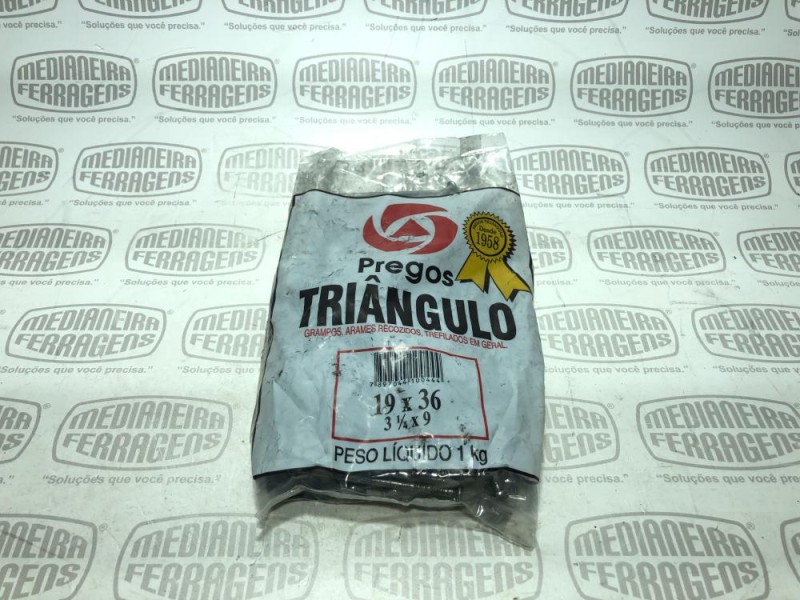 MEDIANEIRA
FERRAGENS
"Soluções que você precisa."
Desde
1958
Pregos
TRIÂNGULO
GRAMPOS, ARAMES RECOZIDOS, TREFILADOS EM GERAL.
19 x 36
3 ¼ x 9
PESO LÍQUIDO 1 kg